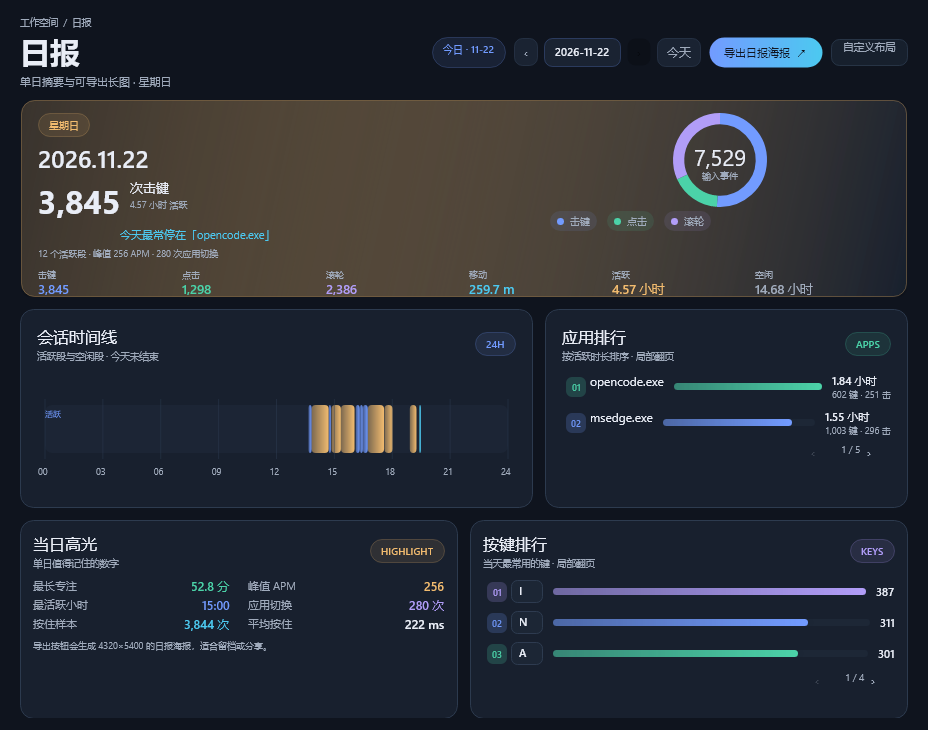 工作空间 / 日报
日报
单日摘要与可导出长图 · 星期日
今日 · 11-22
‹
2026-11-22
今天
导出日报海报 ↗
自定义布局
星期日
2026.11.22
3,845 次击键
4.57 小时 活跃
今天最常停在「opencode.exe」
12 个活跃段 · 峰值 256 APM · 280 次应用切换
7,529
输入事件
击键 点击 滚轮
击键 点击 滚轮 移动 活跃 空闲
3,845 1,298 2,386 259.7 m 4.57 小时 14.68 小时
会话时间线
活跃段与空闲段 · 今天未结束
24H
活跃
00 03 06 09 12 15 18 21 24
应用排行
按活跃时长排序 · 局部翻页
APPS
01 opencode.exe 1.84 小时
602 键 · 251 击
02 msedge.exe 1.55 小时
1,003 键 · 296 击
‹ 1 / 5 ›
当日高光
单日值得记住的数字
HIGHLIGHT
最长专注 52.8 分 峰值 APM 256
最活跃小时 15:00 应用切换 280 次
按住样本 3,844 次 平均按住 222 ms
导出按钮会生成 4320×5400 的日报海报，适合留档或分享。
按键排行
当天最常用的键 · 局部翻页
KEYS
01 I 387
02 N 311
03 A 301
‹ 1 / 4 ›